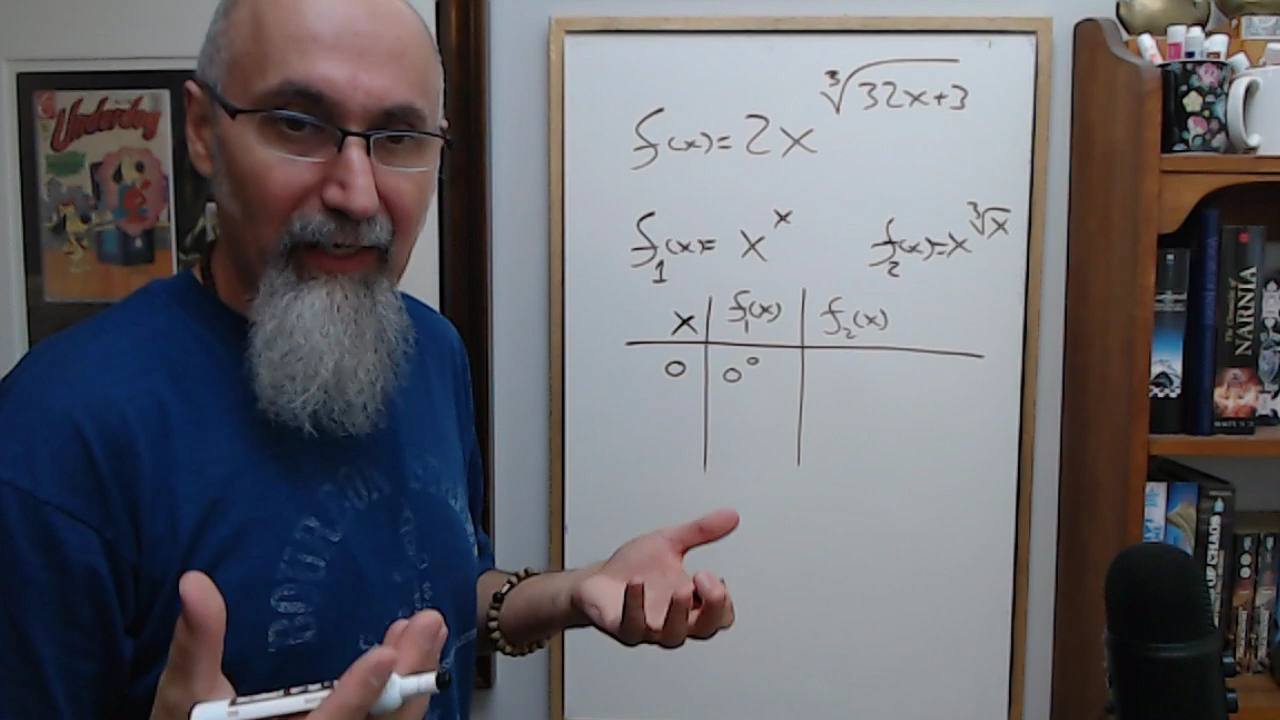 Underdog
f(x)=2x^∛(32x+3)
f₁(x)= x^x f₂(x)=x^∛x
x f₁(x) f₂(x)
0 0⁰
NARNIA